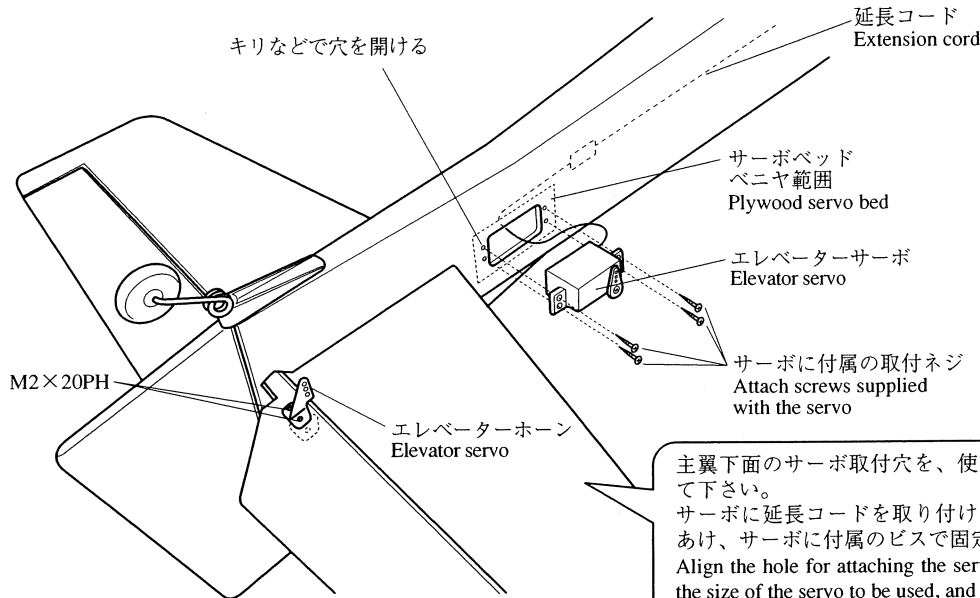 延長コード
Extension cord
キリなどで穴を開ける
サーボベッド
ベニヤ範囲
Plywood servo bed
エレベーターサーボ
Elevator servo
サーボに付属の取付ネジ
Attach screws supplied
with the servo
M2×20PH
エレベーターホーン
Elevator servo
主翼下面のサーボ取付穴を、使
て下さい。
サーボに延長コードを取り付け
あけ、サーボに付属のビスで固定
Align the hole for attaching the ser
the size of the servo to be used, and